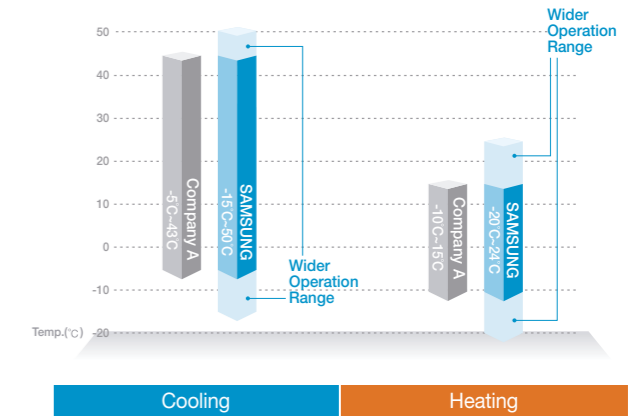 Wider
Operation
Range
50
40
30
20
10
0
-10
Temp.(°C) -20
Company A
-5°C~43°C
SAMSUNG
-15°C~50°C
Wider
Operation
Range
Company A
-10°C~15°C
SAMSUNG
-20°C~24°C
Cooling
Heating